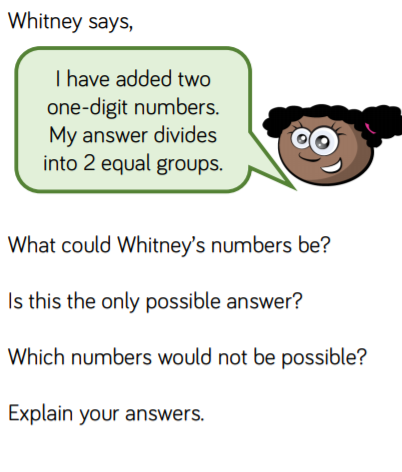 Whitney says,
I have added two
one-digit numbers.
My answer divides
into 2 equal groups.
What could Whitney's numbers be?
Is this the only possible answer?
Which numbers would not be possible?
Explain your answers.